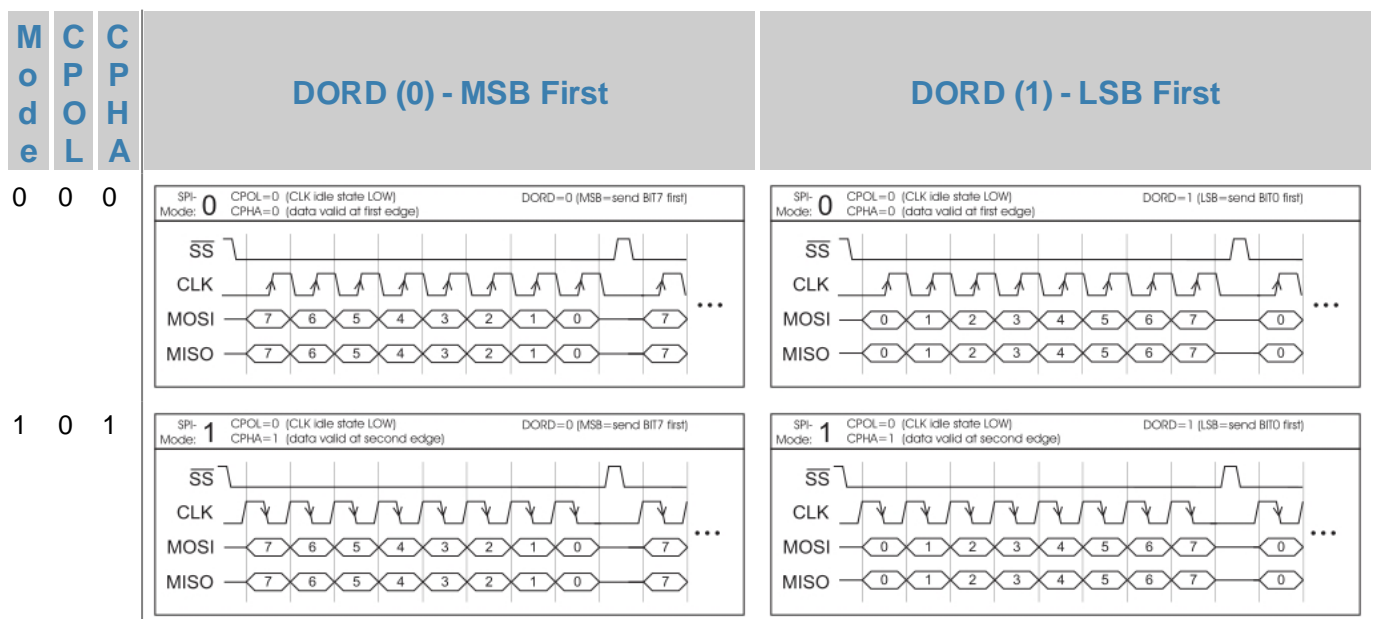 Mode CPOL CPHA DORD (0) - MSB First DORD (1) - LSB First
0 0 0
SPI-Mode: 0 CPOL=0 (CLK idle state LOW) DORD=0 (MSB=send BIT7 first)
CPHA=0 (data valid at first edge)
SS
CLK
MOSI 7 6 5 4 3 2 1 0 7 ...
MISO 7 6 5 4 3 2 1 0 7
SPI-Mode: 0 CPOL=0 (CLK idle state LOW) DORD=1 (LSB=send BIT0 first)
CPHA=0 (data valid at first edge)
SS
CLK
MOSI 0 1 2 3 4 5 6 7 0 ...
MISO 0 1 2 3 4 5 6 7 0
1 0 1
SPI-Mode: 1 CPOL=0 (CLK idle state LOW) DORD=0 (MSB=send BIT7 first)
CPHA=1 (data valid at second edge)
SS
CLK
MOSI 7 6 5 4 3 2 1 0 7 ...
MISO 7 6 5 4 3 2 1 0 7
SPI-Mode: 1 CPOL=0 (CLK idle state LOW) DORD=1 (LSB=send BIT0 first)
CPHA=1 (data valid at second edge)
SS
CLK
MOSI 0 1 2 3 4 5 6 7 0 ...
MISO 0 1 2 3 4 5 6 7 0